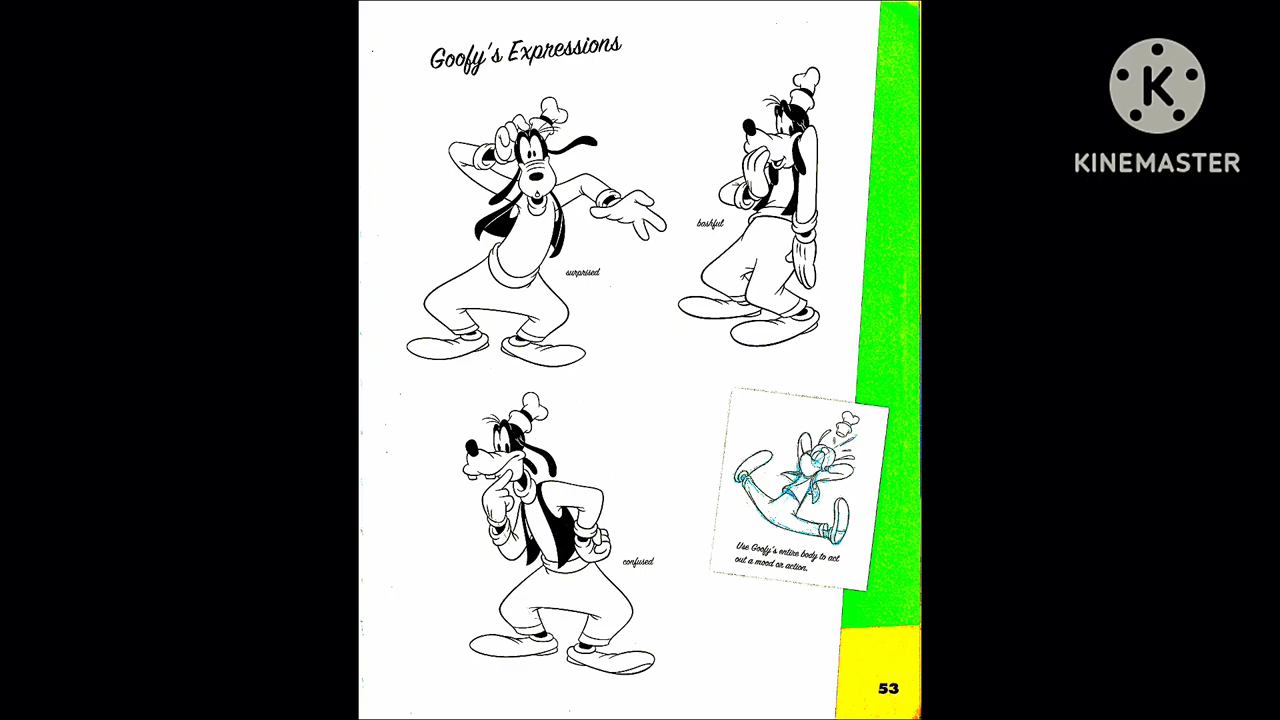 Goofy's Expressions
K
KINEMASTER
bashful
surprised
confused
Use Goofy's entire body to act
out a mood or action.
53